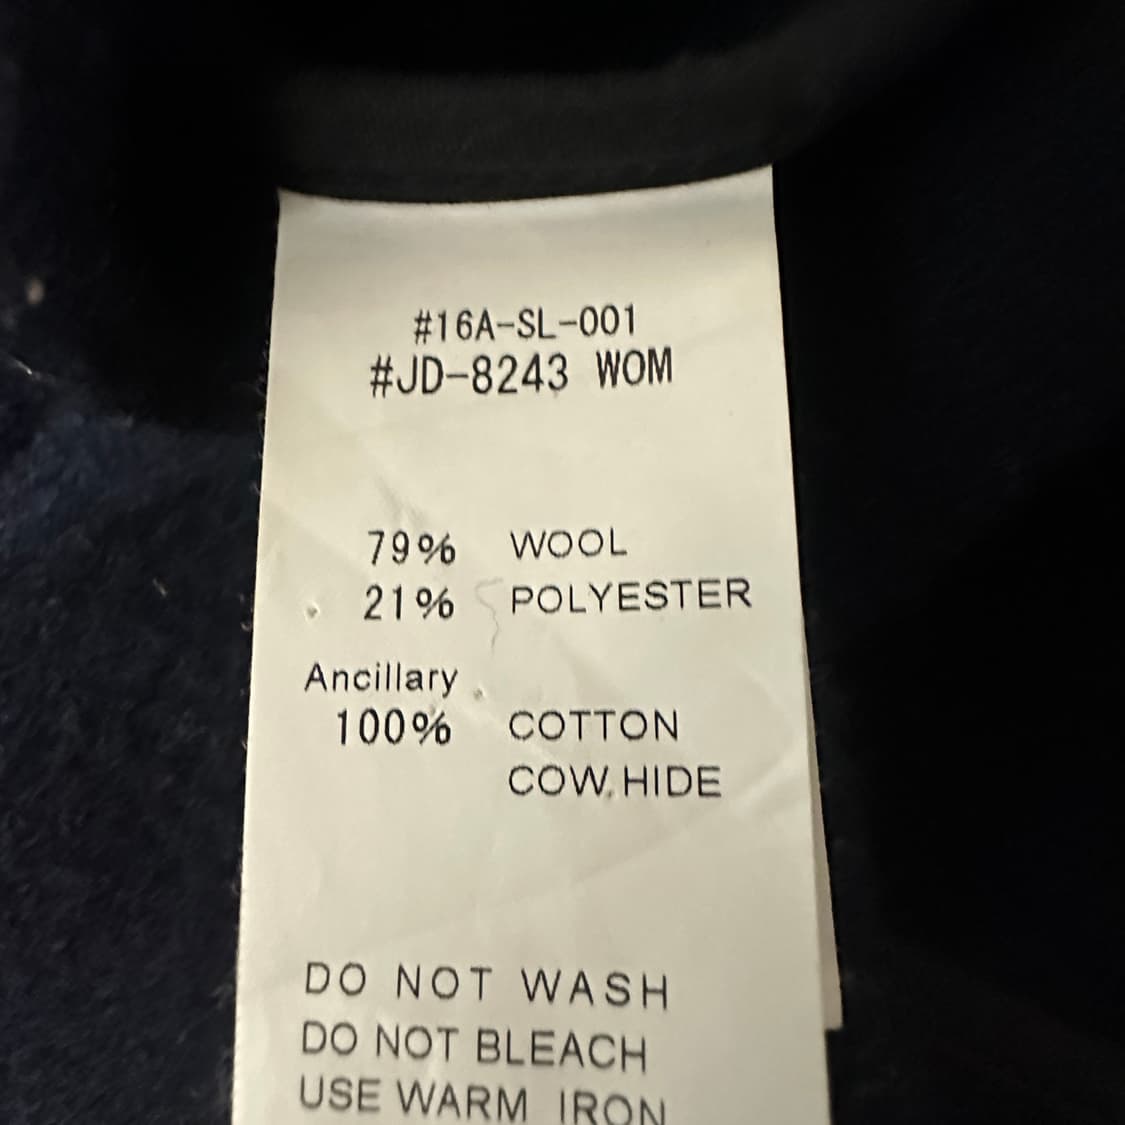 #16A-SL-001
#JD-8243 WOM
79% WOOL
21% POLYESTER
Ancillary
100% COTTON
COW HIDE
DO NOT WASH
DO NOT BLEACH
USE WARM IRON